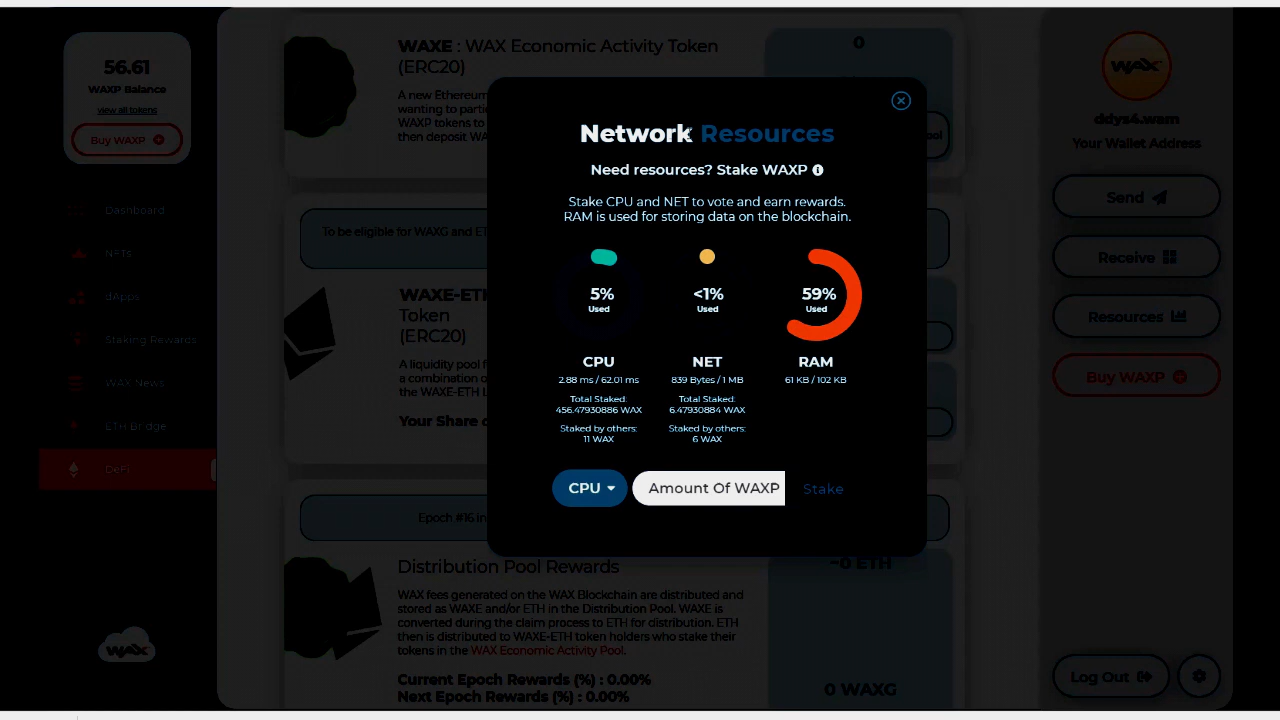 56.61
WAXP Balance
view all tokens
Buy WAXP
Dashboard
NFTs
dApps
Staking Rewards
WAX News
ETH Bridge
DeFi
wax
WAXE : WAX Economic Activity Token
(ERC20)
A new Ethereum
wanting to parti
WAXP tokens to
then deposit WA
0
ool
To be eligible for WAXG and E
WAXE-ETH
Token
(ERC20)
A liquidity pool f
a combination o
the WAXE-ETH L
Your Share o
Epoch #16 in
Distribution Pool Rewards
WAX fees generated on the WAX Blockchain are distributed and
stored as WAXE and/or ETH in the Distribution Pool. WAXE is
converted during the claim process to ETH for distribution. ETH
then is distributed to WAXE-ETH token holders who stake their
tokens in the WAX Economic Activity Pool.
Current Epoch Rewards (%) : 0.00%
Next Epoch Rewards (%) : 0.00%
~0 ETH
0 WAXG
Network Resources
Need resources? Stake WAXP
Stake CPU and NET to vote and earn rewards.
RAM is used for storing data on the blockchain.
5%
Used
CPU
2.88 ms / 62.01 ms
Total Staked:
456.47930886 WAX
Staked by others:
11 WAX
<1%
Used
NET
839 Bytes / 1 MB
Total Staked:
6.47930884 WAX
Staked by others:
6 WAX
59%
Used
RAM
61 KB / 102 KB
CPU
Amount Of WAXP
Stake
wax
ddys4.wam
Your Wallet Address
Send
Receive
Resources
Buy WAXP
Log Out